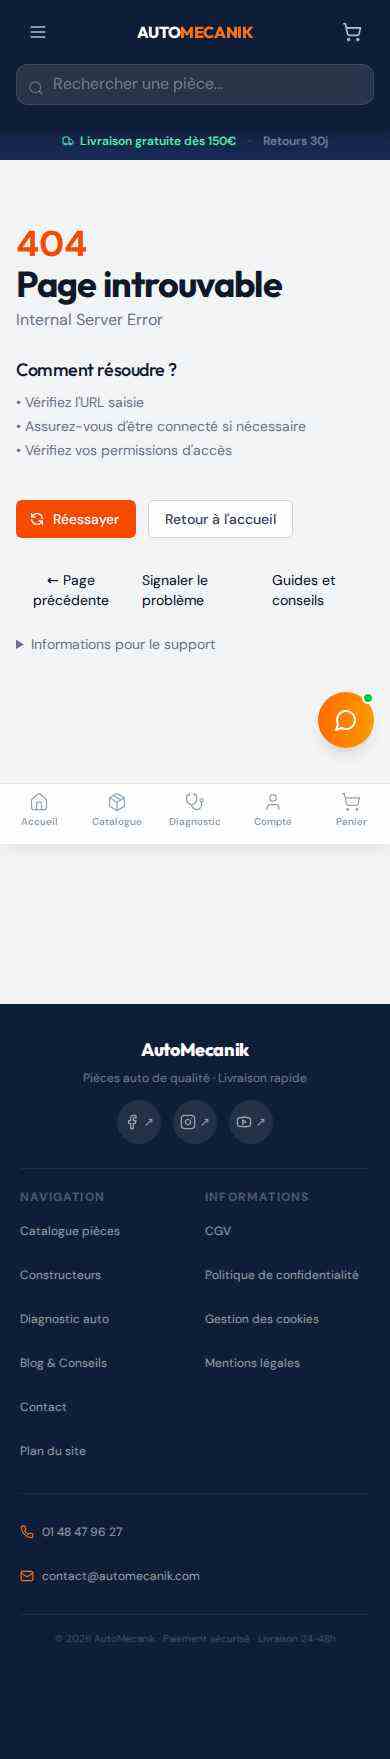 AUTOMECANIK
Rechercher une pièce...
Livraison gratuite dès 150€ · Retours 30j
404
Page introuvable
Internal Server Error
Comment résoudre ?
• Vérifiez l'URL saisie
• Assurez-vous d'être connecté si nécessaire
• Vérifiez vos permissions d'accès
Réessayer
Retour à l'accueil
← Page précédente
Signaler le problème
Guides et conseils
▶ Informations pour le support
Accueil
Catalogue
Diagnostic
Compte
Panier
AutoMecanik
Pièces auto de qualité · Livraison rapide
↗ ↗ ↗
NAVIGATION
Catalogue pièces
Constructeurs
Diagnostic auto
Blog & Conseils
Contact
Plan du site
INFORMATIONS
CGV
Politique de confidentialité
Gestion des cookies
Mentions légales
01 48 47 96 27
contact@automecanik.com
© 2026 AutoMecanik · Paiement sécurisé · Livraison 24-48h